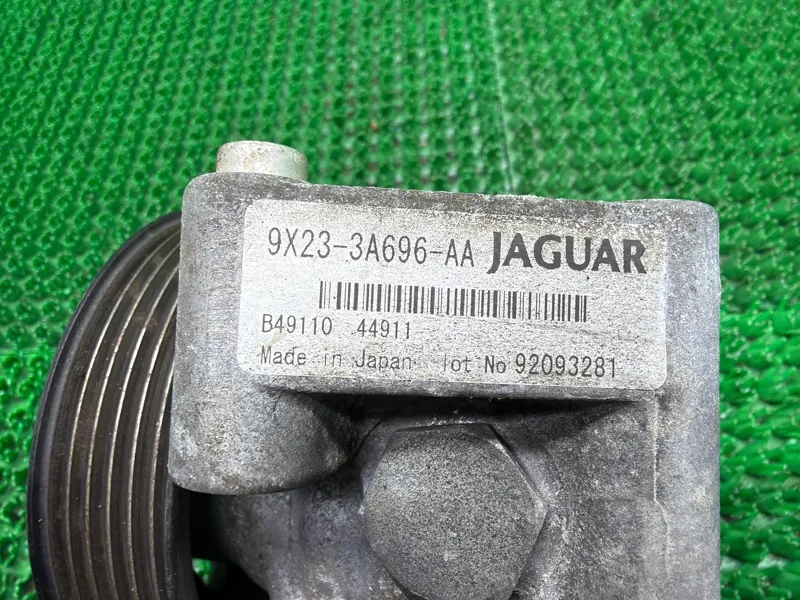 9X23-3A696-AA JAGUAR
B49110 44911
Made in Japan lot No 92093281